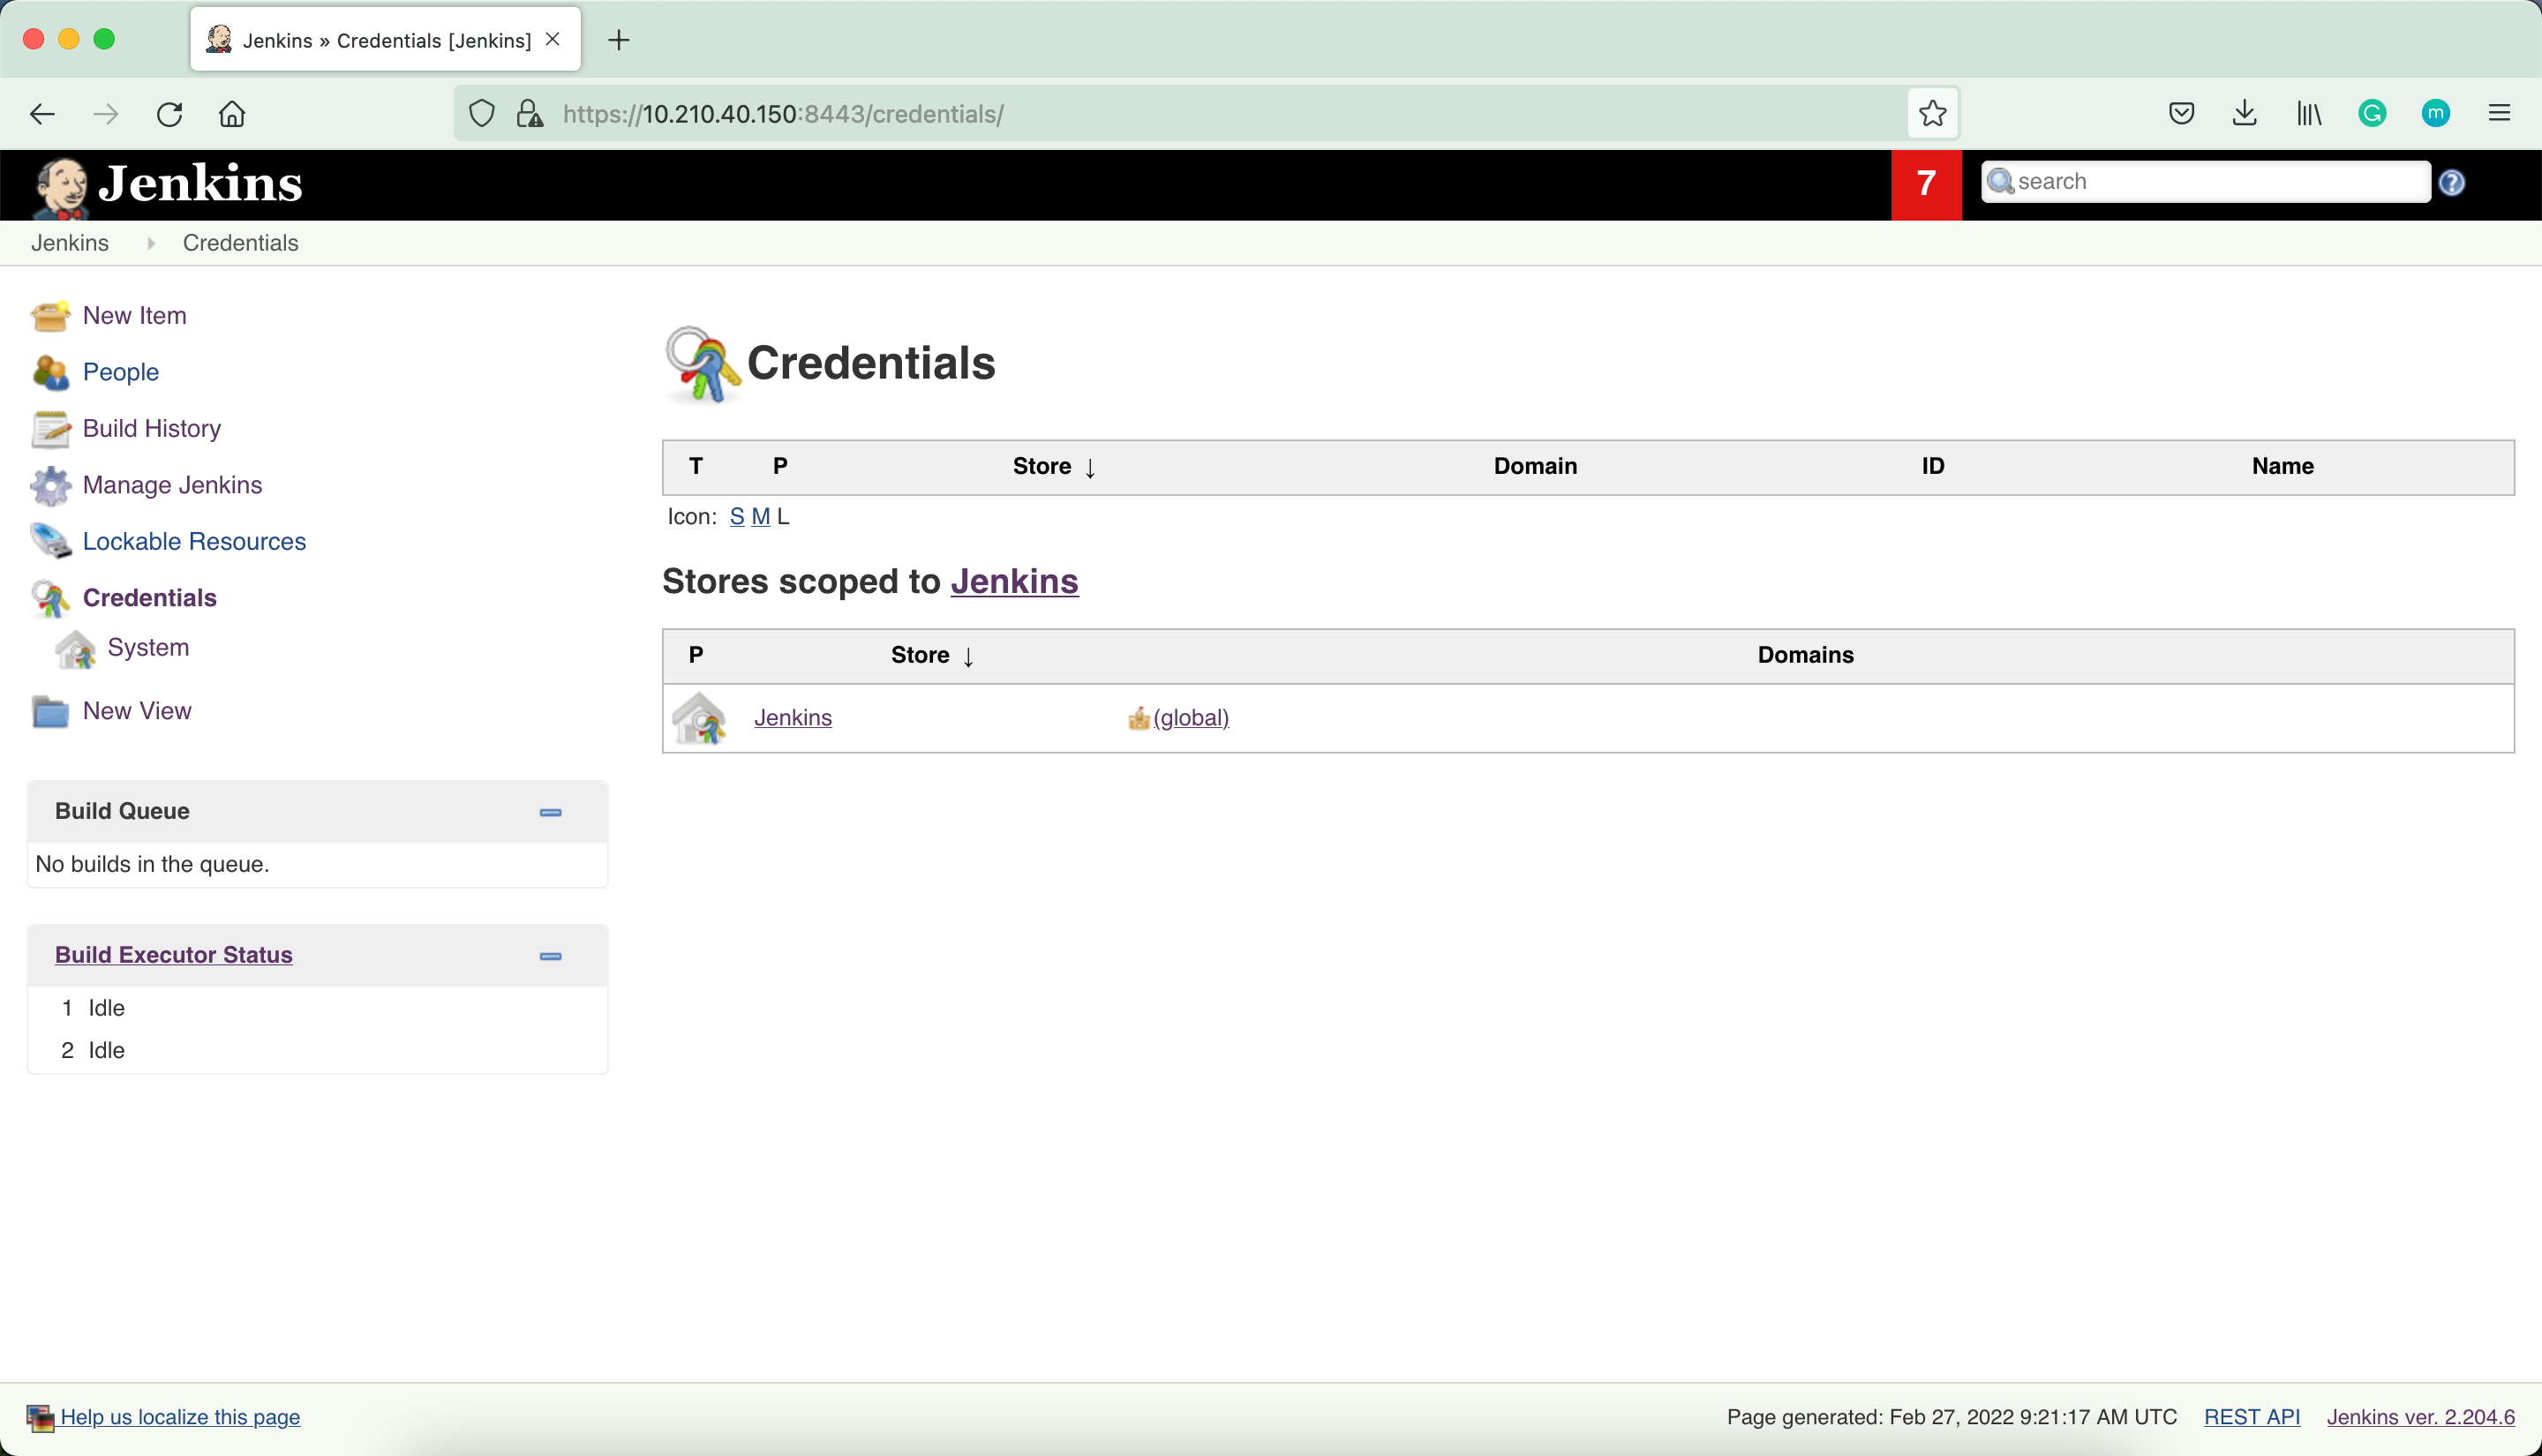 Jenkins » Credentials [Jenkins]
https://10.210.40.150:8443/credentials/
m
Jenkins
7
search
Jenkins Credentials
New Item
People
Build History
Manage Jenkins
Lockable Resources
Credentials
System
New View
Build Queue
No builds in the queue.
Build Executor Status
1 Idle
2 Idle
Credentials
T P Store ↓ Domain ID Name
Icon: S M L
Stores scoped to Jenkins
P Store ↓ Domains
Jenkins (global)
Help us localize this page
Page generated: Feb 27, 2022 9:21:17 AM UTC REST API Jenkins ver. 2.204.6